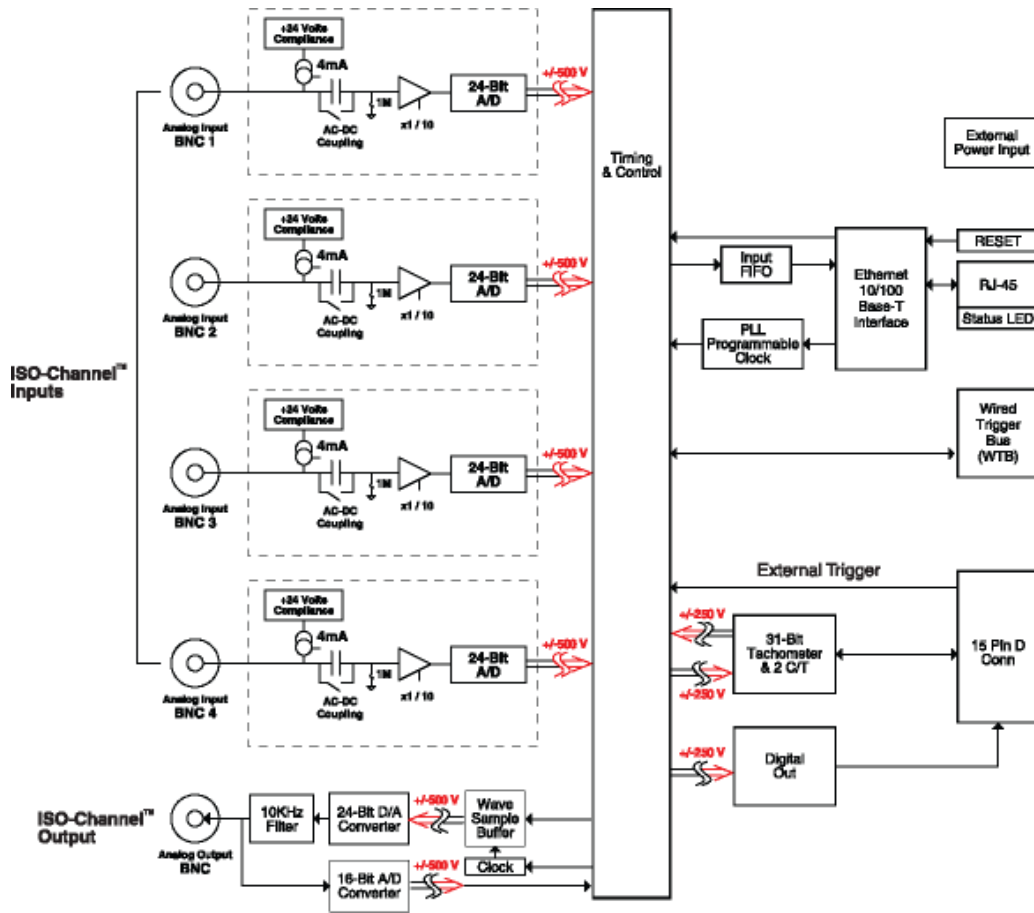 +24 Volts
Compliance
4mA
Analog Input
BNC 1
AC-DC
Coupling
1M
x1 / 10
24-Bit
A/D
+/-500 V
+24 Volts
Compliance
4mA
Analog Input
BNC 2
AC-DC
Coupling
1M
x1 / 10
24-Bit
A/D
+/-500 V
ISO-Channel™
Inputs
+24 Volts
Compliance
4mA
Analog Input
BNC 3
AC-DC
Coupling
1M
x1 / 10
24-Bit
A/D
+/-500 V
+24 Volts
Compliance
4mA
Analog Input
BNC 4
AC-DC
Coupling
1M
x1 / 10
24-Bit
A/D
+/-500 V
ISO-Channel™
Output
Analog Output
BNC
10KHz
Filter
24-Bit D/A
Converter
+/-500 V
Wave
Sample
Buffer
Clock
16-Bit A/D
Converter
+/-500 V
Timing
& Control
External
Power Input
Input
FIFO
PLL
Programmable
Clock
Ethernet
10/100
Base-T
Interface
RESET
RJ-45
Status LED
Wired
Trigger
Bus
(WTB)
External Trigger
+/-250 V
+/-250 V
31-Bit
Tachometer
& 2 C/T
15 Pin D
Conn
+/-250 V
Digital
Out